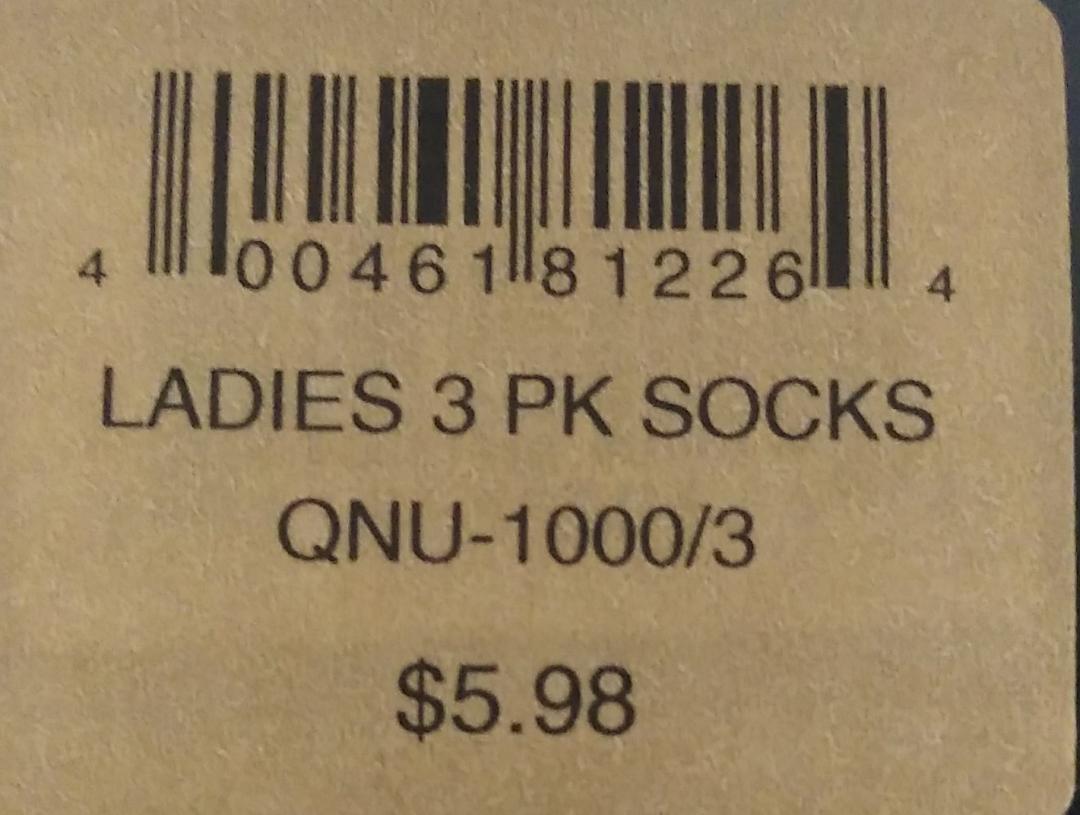 4 00461 81226 4
LADIES 3 PK SOCKS
QNU-1000/3
$5.98